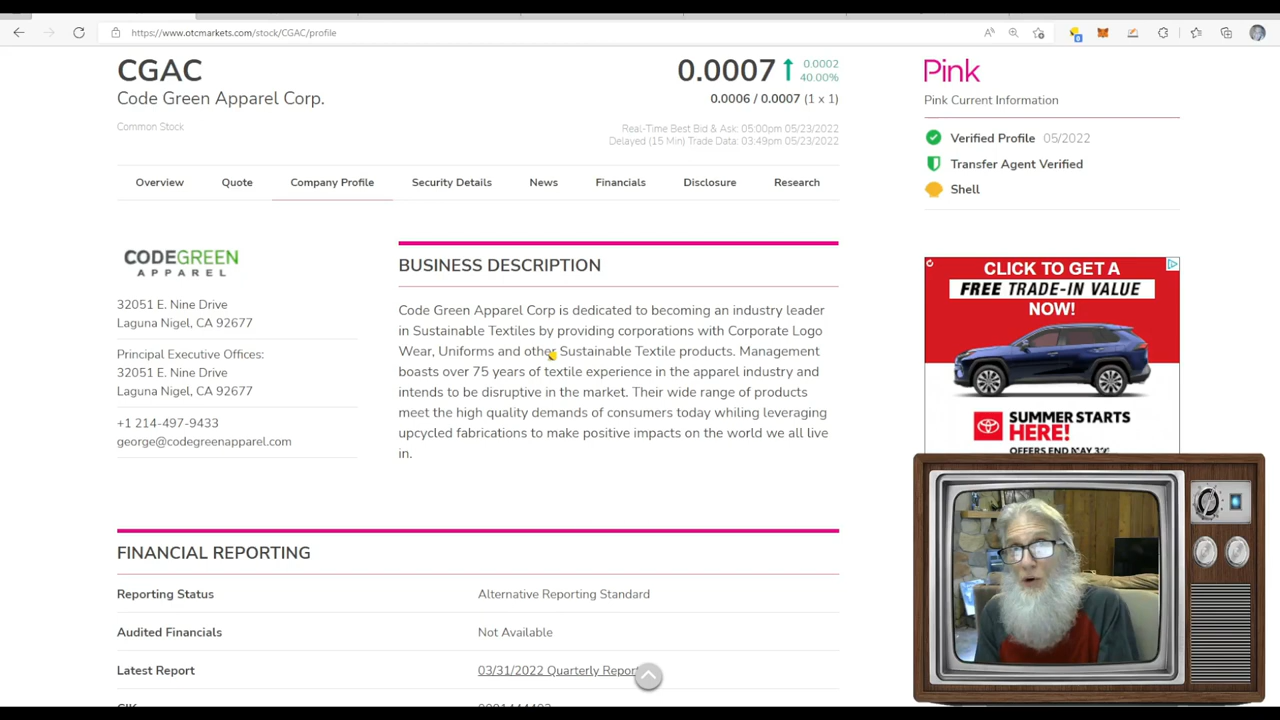 https://www.otcmarkets.com/stock/CGAC/profile
CGAC
Code Green Apparel Corp.
Common Stock
0.0007
0.0002
40.00%
0.0006 / 0.0007 (1 x 1)
Real-Time Best Bid & Ask: 05:00pm 05/23/2022
Delayed (15 Min) Trade Data: 03:49pm 05/23/2022
Pink
Pink Current Information
Verified Profile 05/2022
Transfer Agent Verified
Shell
Overview Quote Company Profile Security Details News Financials Disclosure Research
CODEGREEN
APPAREL
32051 E. Nine Drive
Laguna Nigel, CA 92677
Principal Executive Offices:
32051 E. Nine Drive
Laguna Nigel, CA 92677
+1 214-497-9433
george@codegreenapparel.com
BUSINESS DESCRIPTION
Code Green Apparel Corp is dedicated to becoming an industry leader
in Sustainable Textiles by providing corporations with Corporate Logo
Wear, Uniforms and other Sustainable Textile products. Management
boasts over 75 years of textile experience in the apparel industry and
intends to be disruptive in the market. Their wide range of products
meet the high quality demands of consumers today whiling leveraging
upcycled fabrications to make positive impacts on the world we all live
in.
CLICK TO GET A
FREE TRADE-IN VALUE
NOW!
TOYOTA
SUMMER STARTS
HERE!
OFFERS END MAY 31
FINANCIAL REPORTING
Reporting Status Alternative Reporting Standard
Audited Financials Not Available
Latest Report 03/31/2022 Quarterly Report